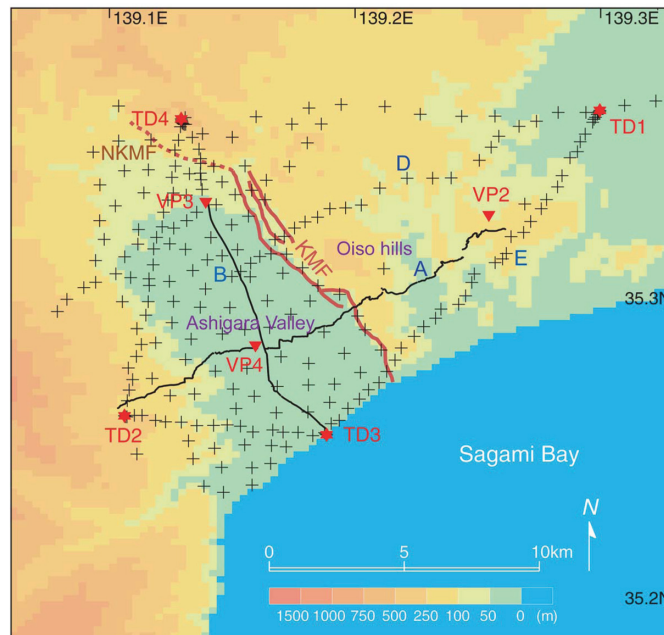 139.1E
139.2E
139.3E
TD4
TD1
NKMF
D
VP3
VP2
KMF
Oiso hills
A
E
B
35.3N
Ashigara Valley
VP4
TD2
TD3
Sagami Bay
N
0 5 10km
35.2N
1500 1000 750 500 250 100 50 0 (m)